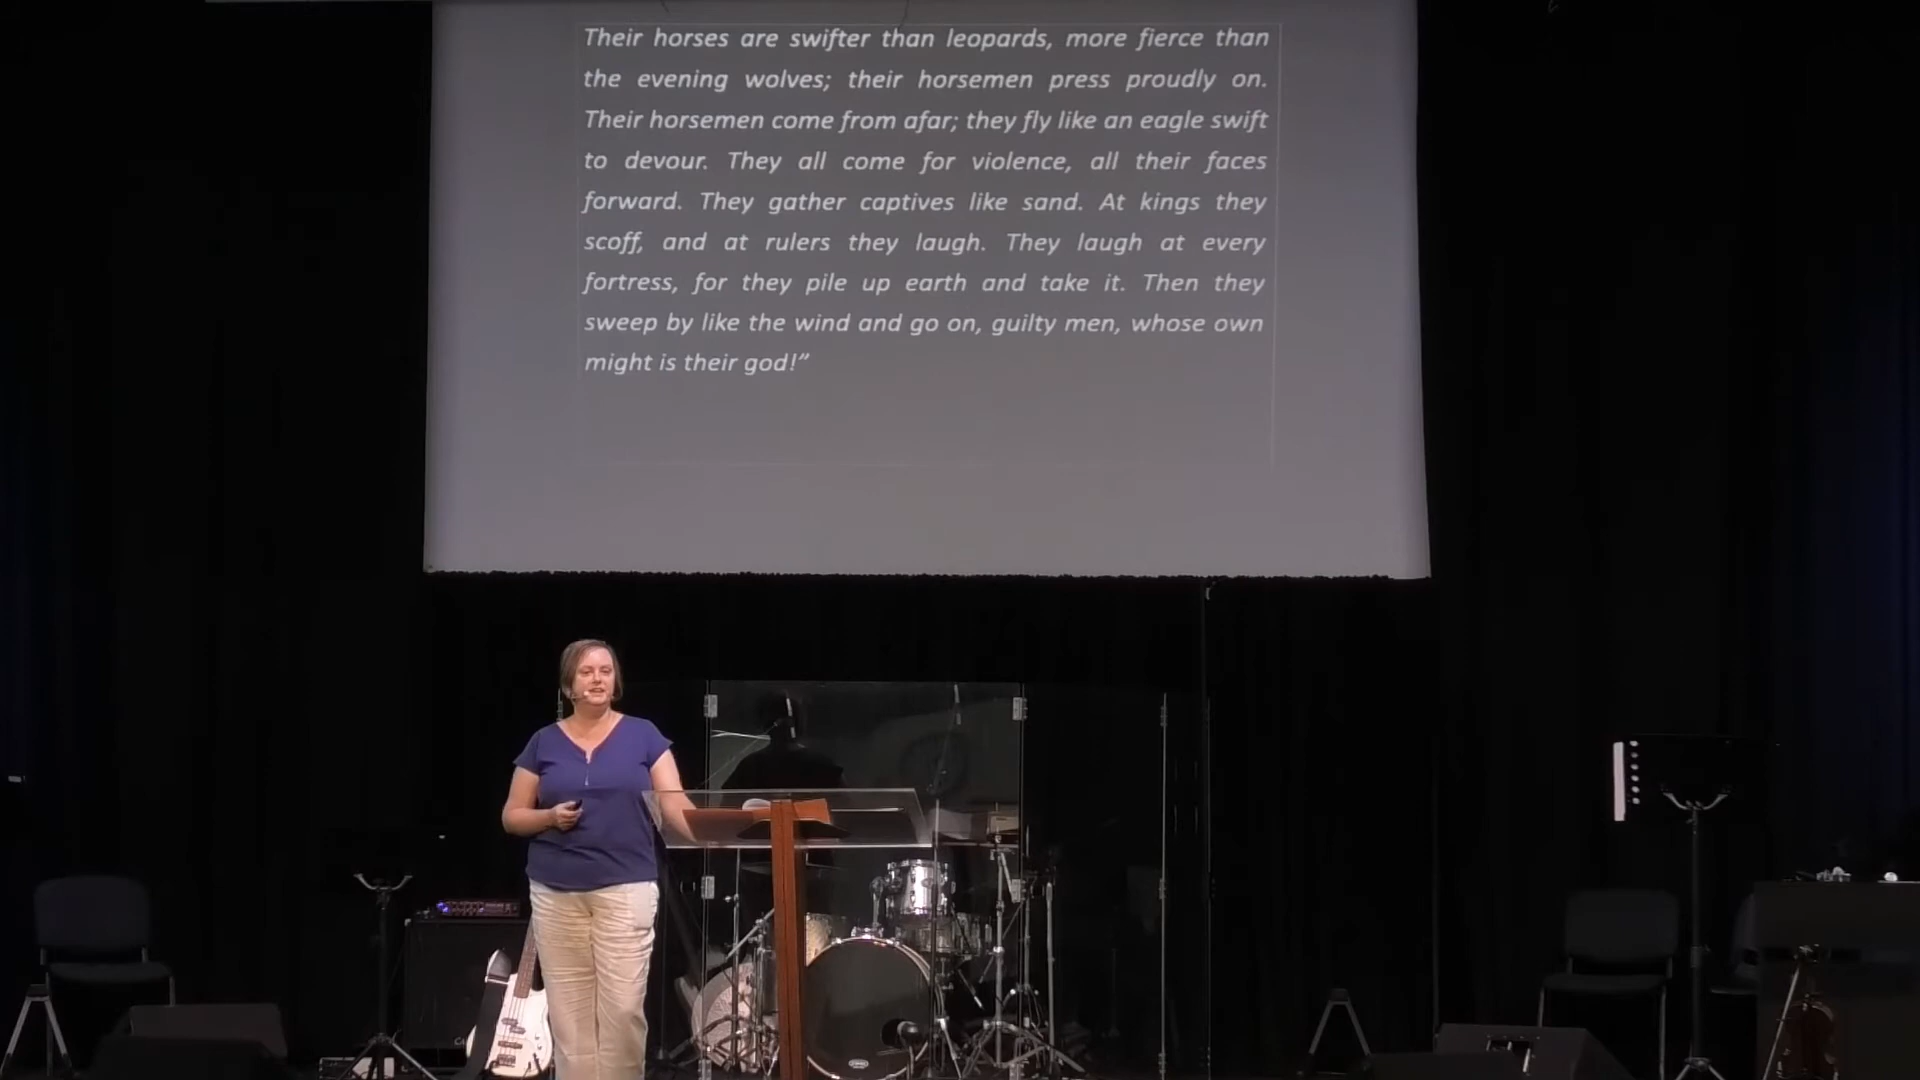 Their horses are swifter than leopards, more fierce than
the evening wolves; their horsemen press proudly on.
Their horsemen come from afar; they fly like an eagle swift
to devour. They all come for violence, all their faces
forward. They gather captives like sand. At kings they
scoff, and at rulers they laugh. They laugh at every
fortress, for they pile up earth and take it. Then they
sweep by like the wind and go on, guilty men, whose own
might is their god!”